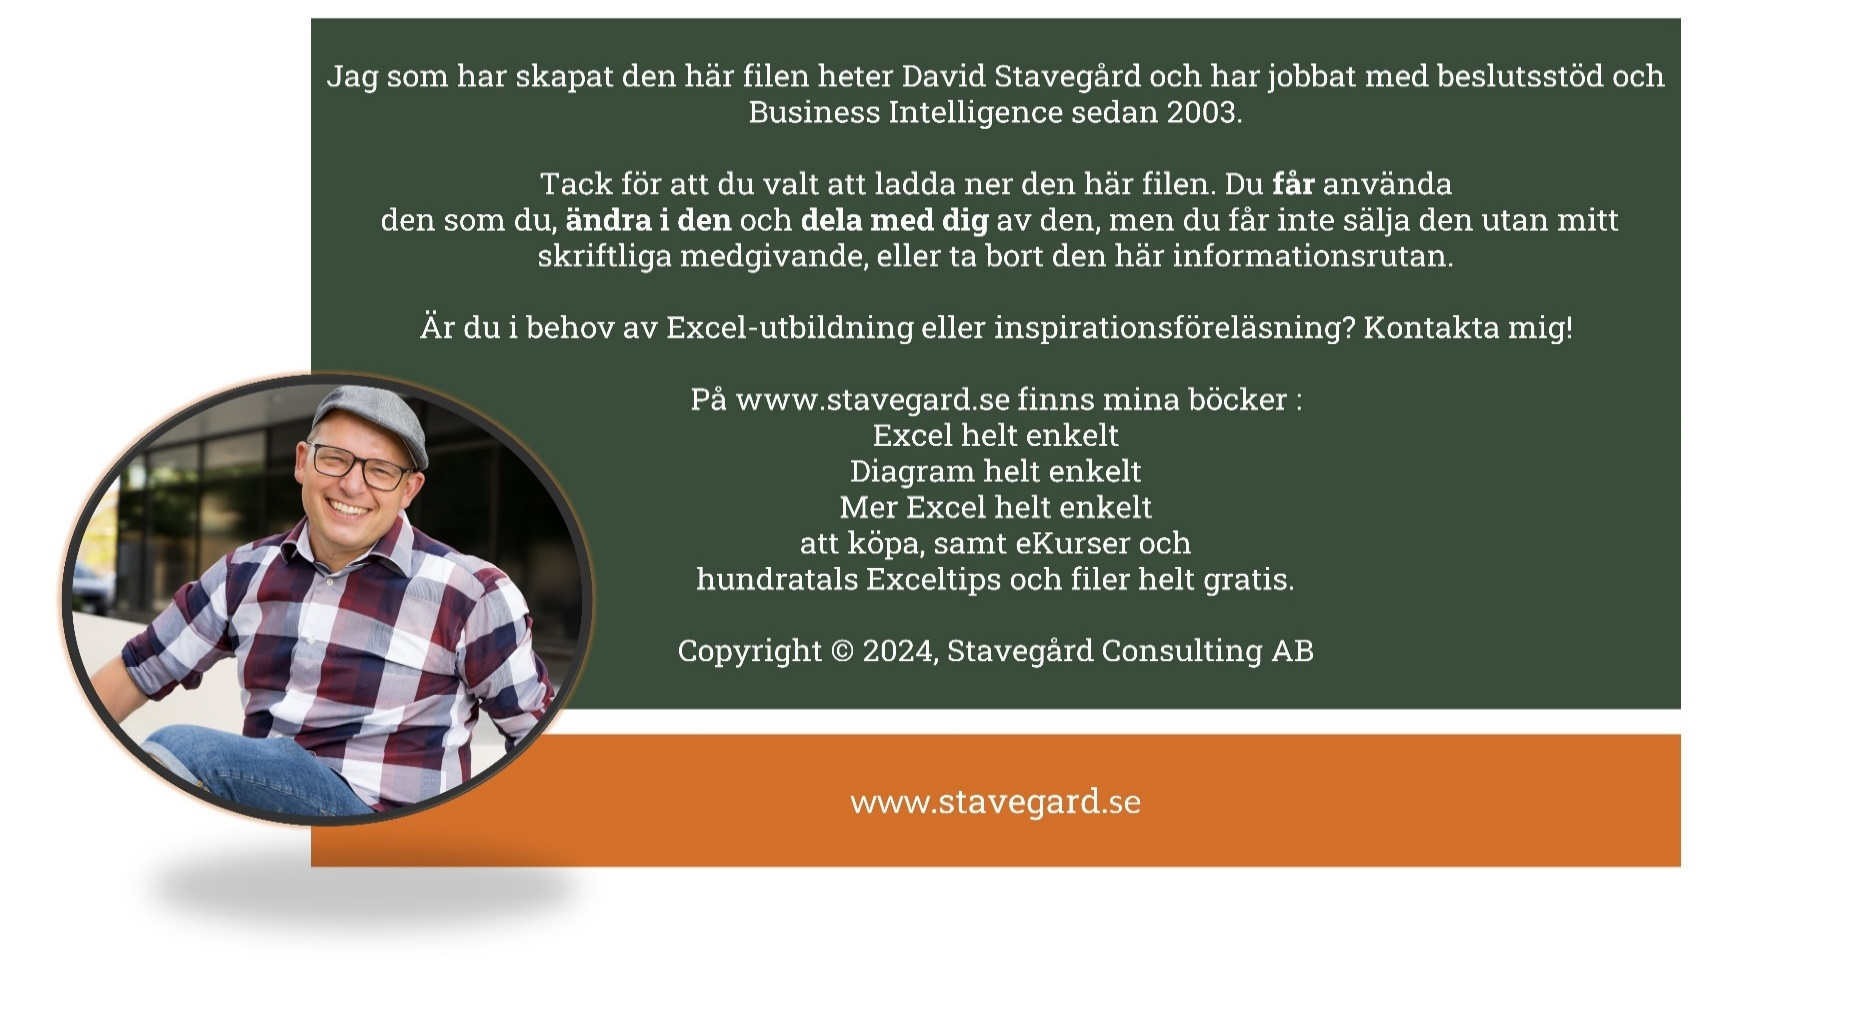 Jag som har skapat den här filen heter David Stavegård och har jobbat med beslutsstöd och
Business Intelligence sedan 2003.
Tack för att du valt att ladda ner den här filen. Du får använda
den som du, ändra i den och dela med dig av den, men du får inte sälja den utan mitt
skriftliga medgivande, eller ta bort den här informationsrutan.
Är du i behov av Excel-utbildning eller inspirationsföreläsning? Kontakta mig!
På www.stavegard.se finns mina böcker :
Excel helt enkelt
Diagram helt enkelt
Mer Excel helt enkelt
att köpa, samt eKurser och
hundratals Exceltips och filer helt gratis.
Copyright © 2024, Stavegård Consulting AB
www.stavegard.se